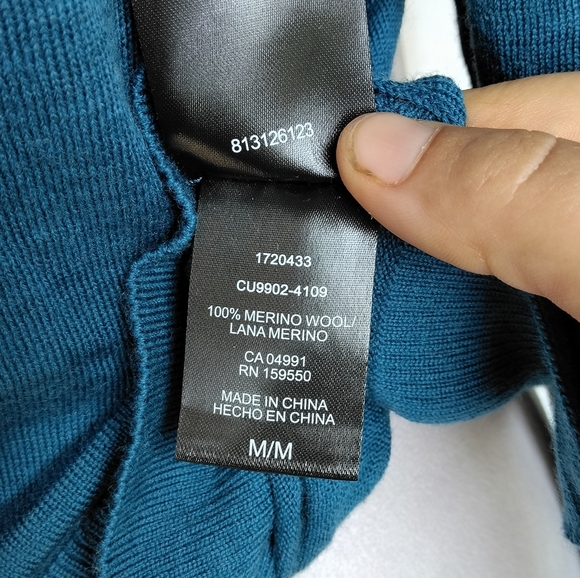 813126123
1720433
CU9902-4109
100% MERINO WOOL/
LANA MERINO
CA 04991
RN 159550
MADE IN CHINA
HECHO EN CHINA
M/M